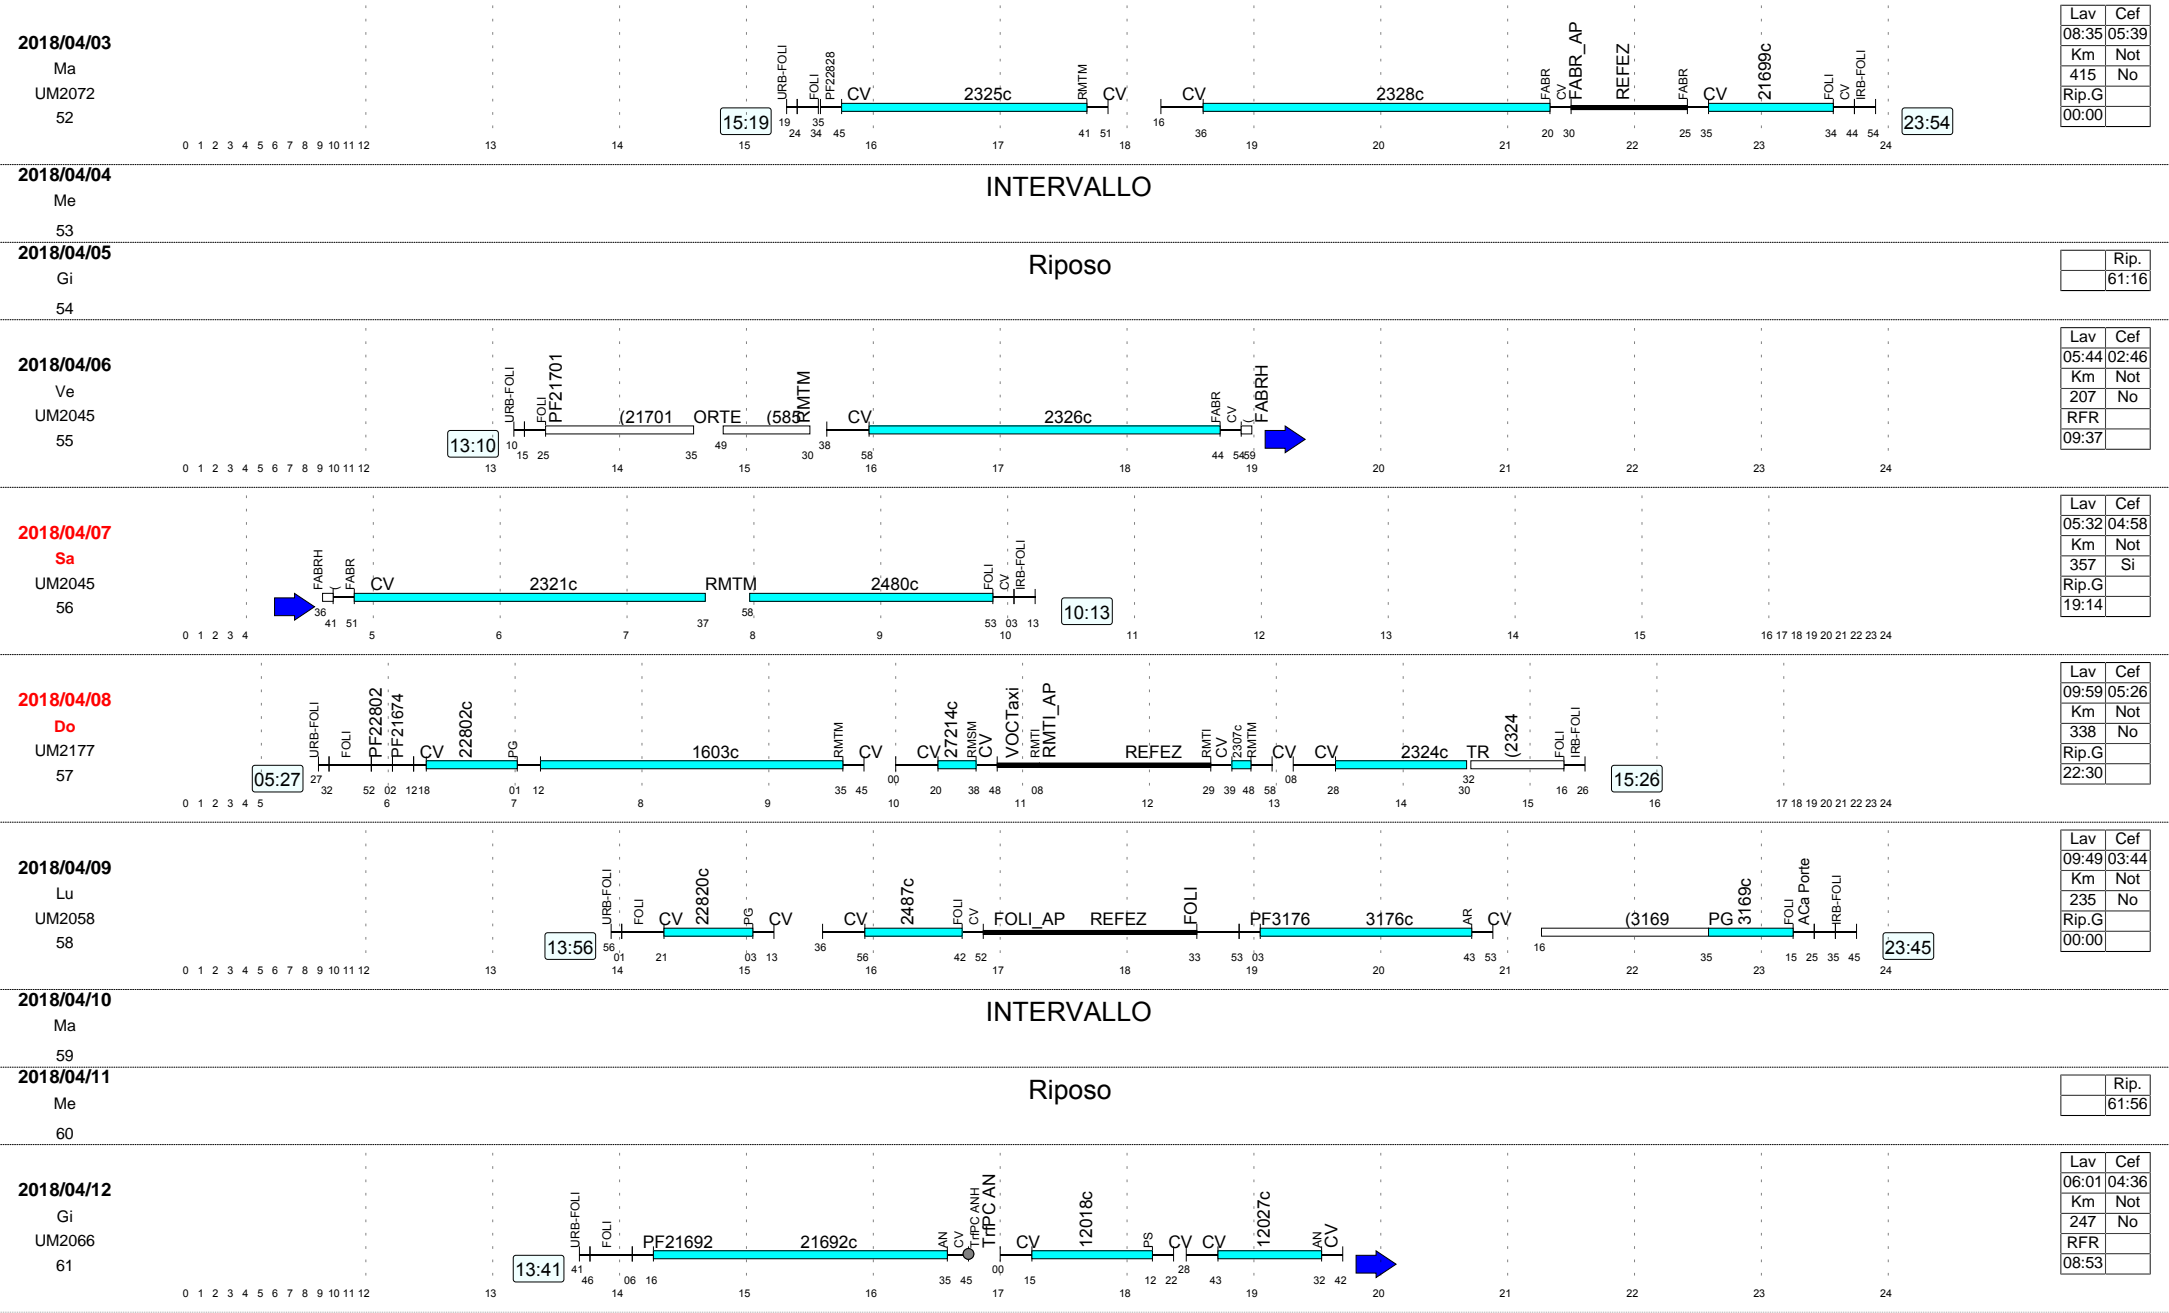 2018/04/03
Ma
UM2072
52
15:19
URB-FOLI FOLI PF22828 CV 2325c RMTM CV CV 2328c FABR CV FABR_AP REFEZ FABR CV 21699c FOLI CV IRB-FOLI
19 24 34 35 45 41 51 16 36 20 30 25 35 34 44 54
23:54
0 1 2 3 4 5 6 7 8 9 10 11 12 13 14 15 16 17 18 19 20 21 22 23 24
Lav Cef
08:35 05:39
Km Not
415 No
Rip.G
00:00
2018/04/04
Me
53
INTERVALLO
2018/04/05
Gi
54
Riposo
Rip.
61:16
2018/04/06
Ve
UM2045
55
13:10
URB-FOLI FOLI PF21701 (21701 ORTE (585 RMTM CV 2326c FABR CV ( FABRH
10 15 25 35 49 30 38 58 44 54 59
0 1 2 3 4 5 6 7 8 9 10 11 12 13 14 15 16 17 18 19 20 21 22 23 24
Lav Cef
05:44 02:46
Km Not
207 No
RFR
09:37
2018/04/07
Sa
UM2045
56
FABRH ( FABR CV 2321c RMTM 2480c FOLI CV IRB-FOLI
36 41 51 37 58 53 03 13
10:13
0 1 2 3 4 5 6 7 8 9 10 11 12 13 14 15 16 17 18 19 20 21 22 23 24
Lav Cef
05:32 04:58
Km Not
357 Si
Rip.G
19:14
2018/04/08
Do
UM2177
57
05:27
URB-FOLI FOLI PF22802 PF21674 CV 22802c PG 1603c RMTM CV CV 27214c RMSM CV VOCTaxi RMTI RMTI_AP REFEZ RMTI CV 2307c RMTM CV CV 2324c TR (2324 FOLI IRB-FOLI
27 32 52 02 12 18 01 12 35 45 00 20 38 48 08 29 39 48 58 08 28 30 32 16 26
15:26
0 1 2 3 4 5 6 7 8 9 10 11 12 13 14 15 16 17 18 19 20 21 22 23 24
Lav Cef
09:59 05:26
Km Not
338 No
Rip.G
22:30
2018/04/09
Lu
UM2058
58
13:56
URB-FOLI FOLI CV 22820c PG CV CV 2487c FOLI CV FOLI_AP REFEZ FOLI PF3176 3176c AR CV (3169 PG 3169c FOLI ACa Porte IRB-FOLI
56 01 21 03 13 36 56 42 52 33 53 03 43 53 16 35 15 25 35 45
23:45
0 1 2 3 4 5 6 7 8 9 10 11 12 13 14 15 16 17 18 19 20 21 22 23 24
Lav Cef
09:49 03:44
Km Not
235 No
Rip.G
00:00
2018/04/10
Ma
59
INTERVALLO
2018/04/11
Me
60
Riposo
Rip.
61:56
2018/04/12
Gi
UM2066
61
13:41
URB-FOLI FOLI PF21692 21692c AN CV TrfPC ANH TrfPC AN CV 12018c PS CV CV 12027c AN CV
41 46 06 16 35 45 00 15 12 22 28 43 32 42
0 1 2 3 4 5 6 7 8 9 10 11 12 13 14 15 16 17 18 19 20 21 22 23 24
Lav Cef
06:01 04:36
Km Not
247 No
RFR
08:53